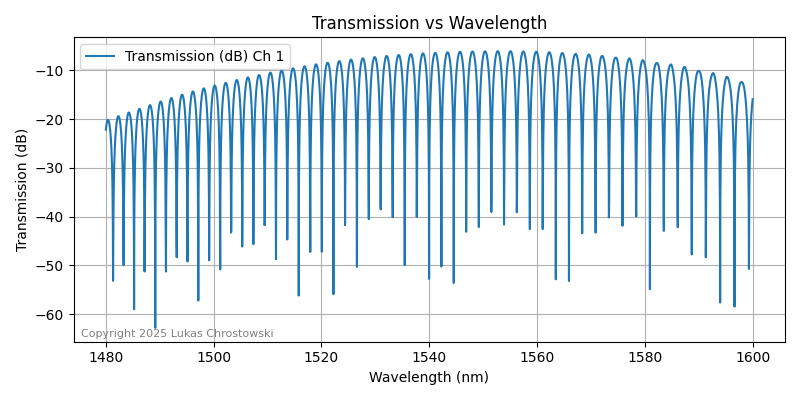 Transmission vs Wavelength
Transmission (dB) Ch 1
Transmission (dB)
−10
−20
−30
−40
−50
−60
Copyright 2025 Lukas Chrostowski
1480 1500 1520 1540 1560 1580 1600
Wavelength (nm)